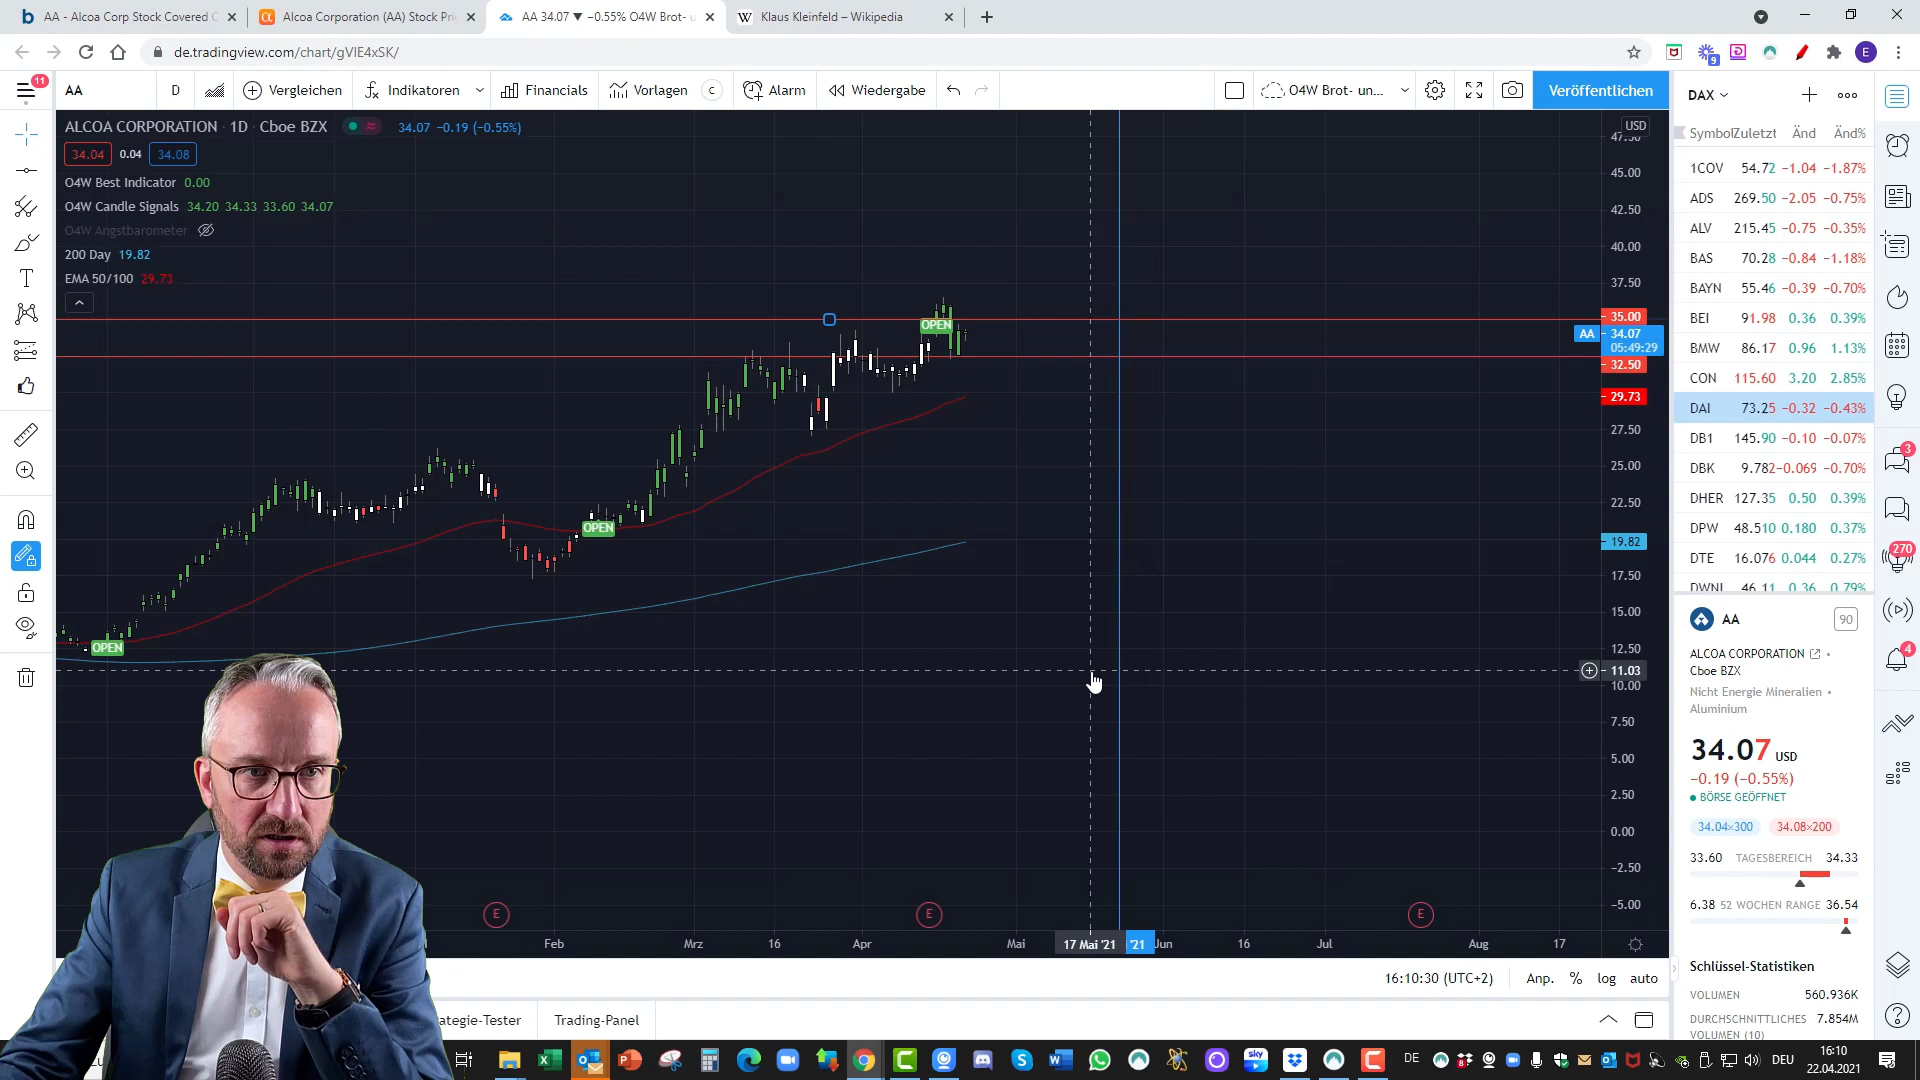 AA - Alcoa Corp Stock Covered C
Alcoa Corporation (AA) Stock Pri
AA 34.07 ▼ −0.55% O4W Brot- u
Klaus Kleinfeld – Wikipedia
de.tradingview.com/chart/gVIE4xSK/
11
AA
D
Vergleichen
Indikatoren
Financials
Vorlagen
C
Alarm
Wiedergabe
O4W Brot- un...
Veröffentlichen
ALCOA CORPORATION · 1D · Cboe BZX
34.07 −0.19 (−0.55%)
34.04
0.04
34.08
O4W Best Indicator 0.00
O4W Candle Signals 34.20 34.33 33.60 34.07
O4W Angstbarometer
200 Day 19.82
EMA 50/100 29.73
OPEN
OPEN
OPEN
USD
47.50
45.00
42.50
40.00
37.50
35.00
AA 34.07
05:49:29
32.50
29.73
27.50
25.00
22.50
19.82
17.50
15.00
12.50
11.03
10.00
7.50
5.00
2.50
0.00
−2.50
−5.00
E
E
E
Feb
Mrz
16
Apr
Mai
17 Mai '21
'21
Jun
16
Jul
Aug
17
16:10:30 (UTC+2)
Anp.
%
log
auto
rategie-Tester
Trading-Panel
DAX
Symbol Zuletzt Änd Änd%
1COV 54.72 −1.04 −1.87%
ADS 269.50 −2.05 −0.75%
ALV 215.45 −0.75 −0.35%
BAS 70.28 −0.84 −1.18%
BAYN 55.46 −0.39 −0.70%
BEI 91.98 0.36 0.39%
BMW 86.17 0.96 1.13%
CON 115.60 3.20 2.85%
DAI 73.25 −0.32 −0.43%
DB1 145.90 −0.10 −0.07%
DBK 9.782 −0.069 −0.70%
DHER 127.35 0.50 0.39%
DPW 48.510 0.180 0.37%
DTE 16.076 0.044 0.27%
DWNI 46.11 0.36 0.79%
AA
90
ALCOA CORPORATION
Cboe BZX
Nicht Energie Mineralien •
Aluminium
34.07 USD
−0.19 (−0.55%)
BÖRSE GEÖFFNET
34.04×300
34.08×200
33.60 TAGESBEREICH 34.33
6.38 52 WOCHEN RANGE 36.54
Schlüssel-Statistiken
VOLUMEN 560.936K
DURCHSCHNITTLICHES 7.854M
VOLUMEN (10)
3
270
4
E
9
sky
DE
DEU
16:10
22.04.2021